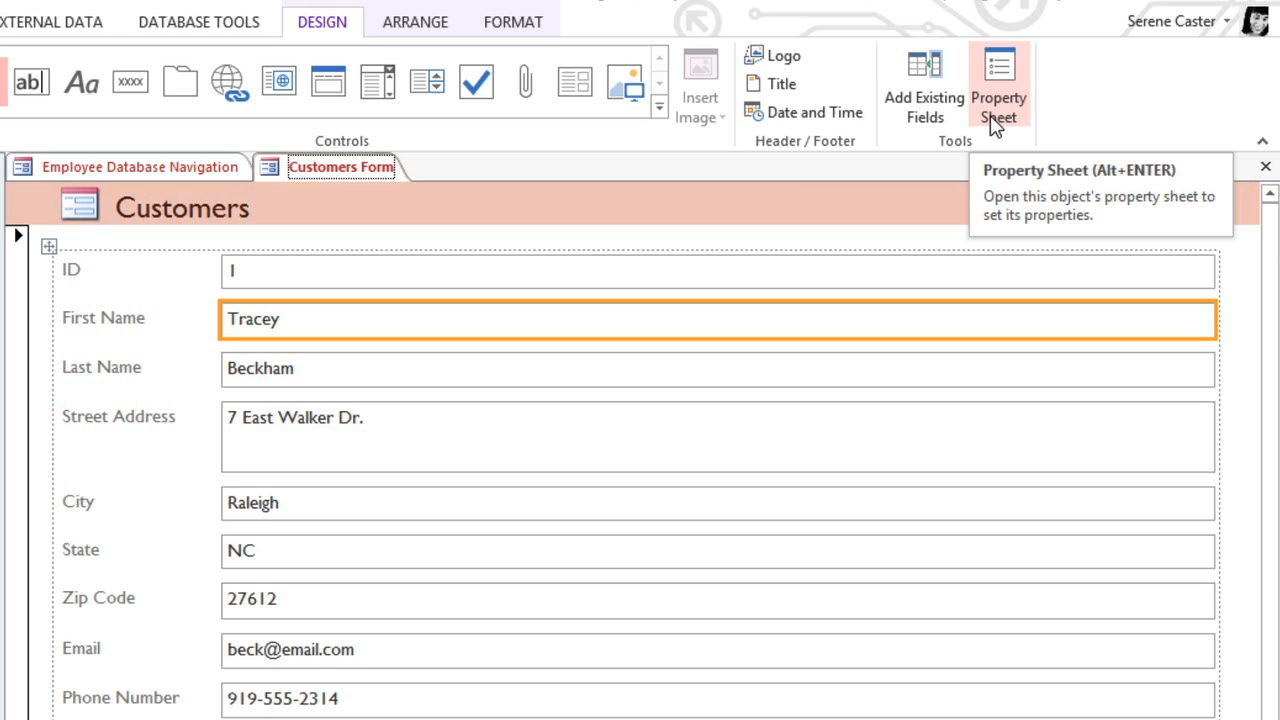 XTERNAL DATA DATABASE TOOLS DESIGN ARRANGE FORMAT Serene Caster
ab| Aa xxxx
Insert
Image
Logo
Title
Date and Time
Add Existing
Fields
Property
Sheet
Controls Header / Footer Tools
Employee Database Navigation Customers Form
Property Sheet (Alt+ENTER)
Open this object's property sheet to
set its properties.
Customers
ID 1
First Name Tracey
Last Name Beckham
Street Address 7 East Walker Dr.
City Raleigh
State NC
Zip Code 27612
Email beck@email.com
Phone Number 919-555-2314